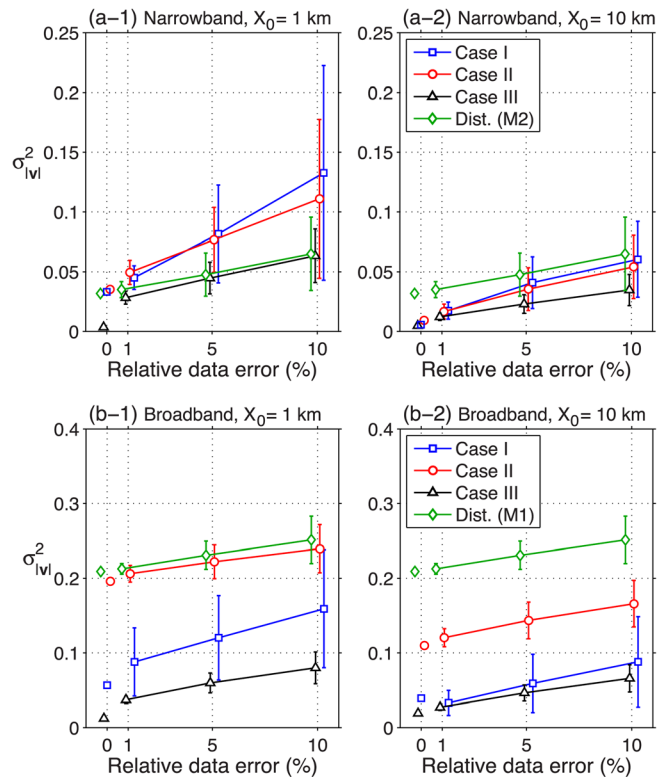 (a-1) Narrowband, X₀= 1 km
0.25
0.2
0.15
0.1
0.05
0
σ²|v|
0 1 5 10
Relative data error (%)
(a-2) Narrowband, X₀= 10 km
Case I
Case II
Case III
Dist. (M2)
0.25
0.2
0.15
0.1
0.05
0
0 1 5 10
Relative data error (%)
(b-1) Broadband, X₀= 1 km
0.4
0.3
0.2
0.1
0
σ²|v|
0 1 5 10
Relative data error (%)
(b-2) Broadband, X₀= 10 km
Case I
Case II
Case III
Dist. (M1)
0.4
0.3
0.2
0.1
0
0 1 5 10
Relative data error (%)